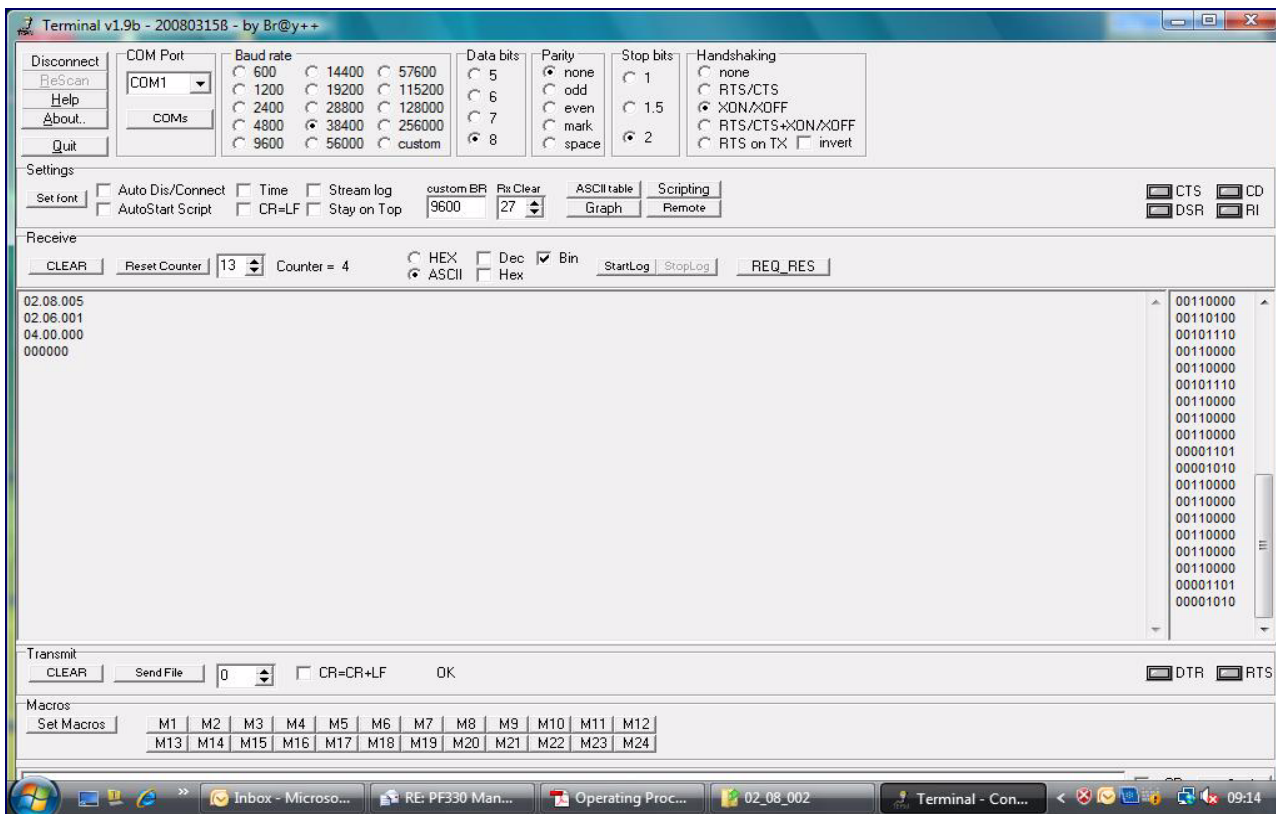 Terminal v1.9b - 20080315ß - by Br@y++
Disconnect
ReScan
Help
About..
Quit
COM Port
COM1
COMs
Baud rate
600 14400 57600
1200 19200 115200
2400 28800 128000
4800 38400 256000
9600 56000 custom
Data bits
5
6
7
8
Parity
none
odd
even
mark
space
Stop bits
1
1.5
2
Handshaking
none
RTS/CTS
XON/XOFF
RTS/CTS+XON/XOFF
RTS on TX invert
Settings
Set font
Auto Dis/Connect Time Stream log
AutoStart Script CR=LF Stay on Top
custom BR Rx Clear
9600 27
ASCII table Scripting
Graph Remote
CTS CD
DSR RI
Receive
CLEAR Reset Counter 13 Counter = 4
HEX Dec Bin
ASCII Hex
StartLog StopLog REQ_RES
02.08.005
02.06.001
04.00.000
000000
00110000
00110100
00101110
00110000
00110000
00101110
00110000
00110000
00110000
00001101
00001010
00110000
00110000
00110000
00110000
00110000
00110000
00001101
00001010
Transmit
CLEAR Send File 0 CR=CR+LF OK
DTR RTS
Macros
Set Macros
M1 M2 M3 M4 M5 M6 M7 M8 M9 M10 M11 M12
M13 M14 M15 M16 M17 M18 M19 M20 M21 M22 M23 M24
Inbox - Microso... RE: PF330 Man... Operating Proc... 02_08_002 Terminal - Con... 09:14